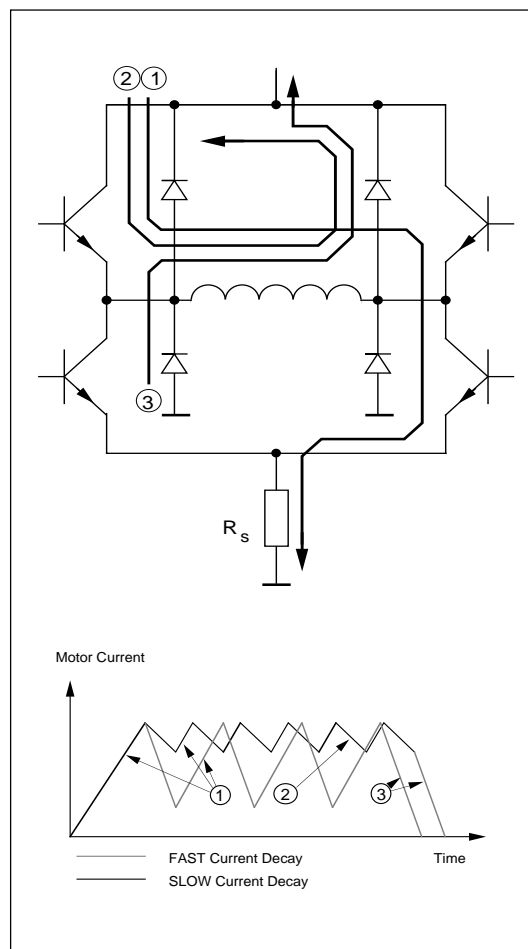 ② ①
③
R s
Motor Current
① ② ③
FAST Current Decay Time
SLOW Current Decay